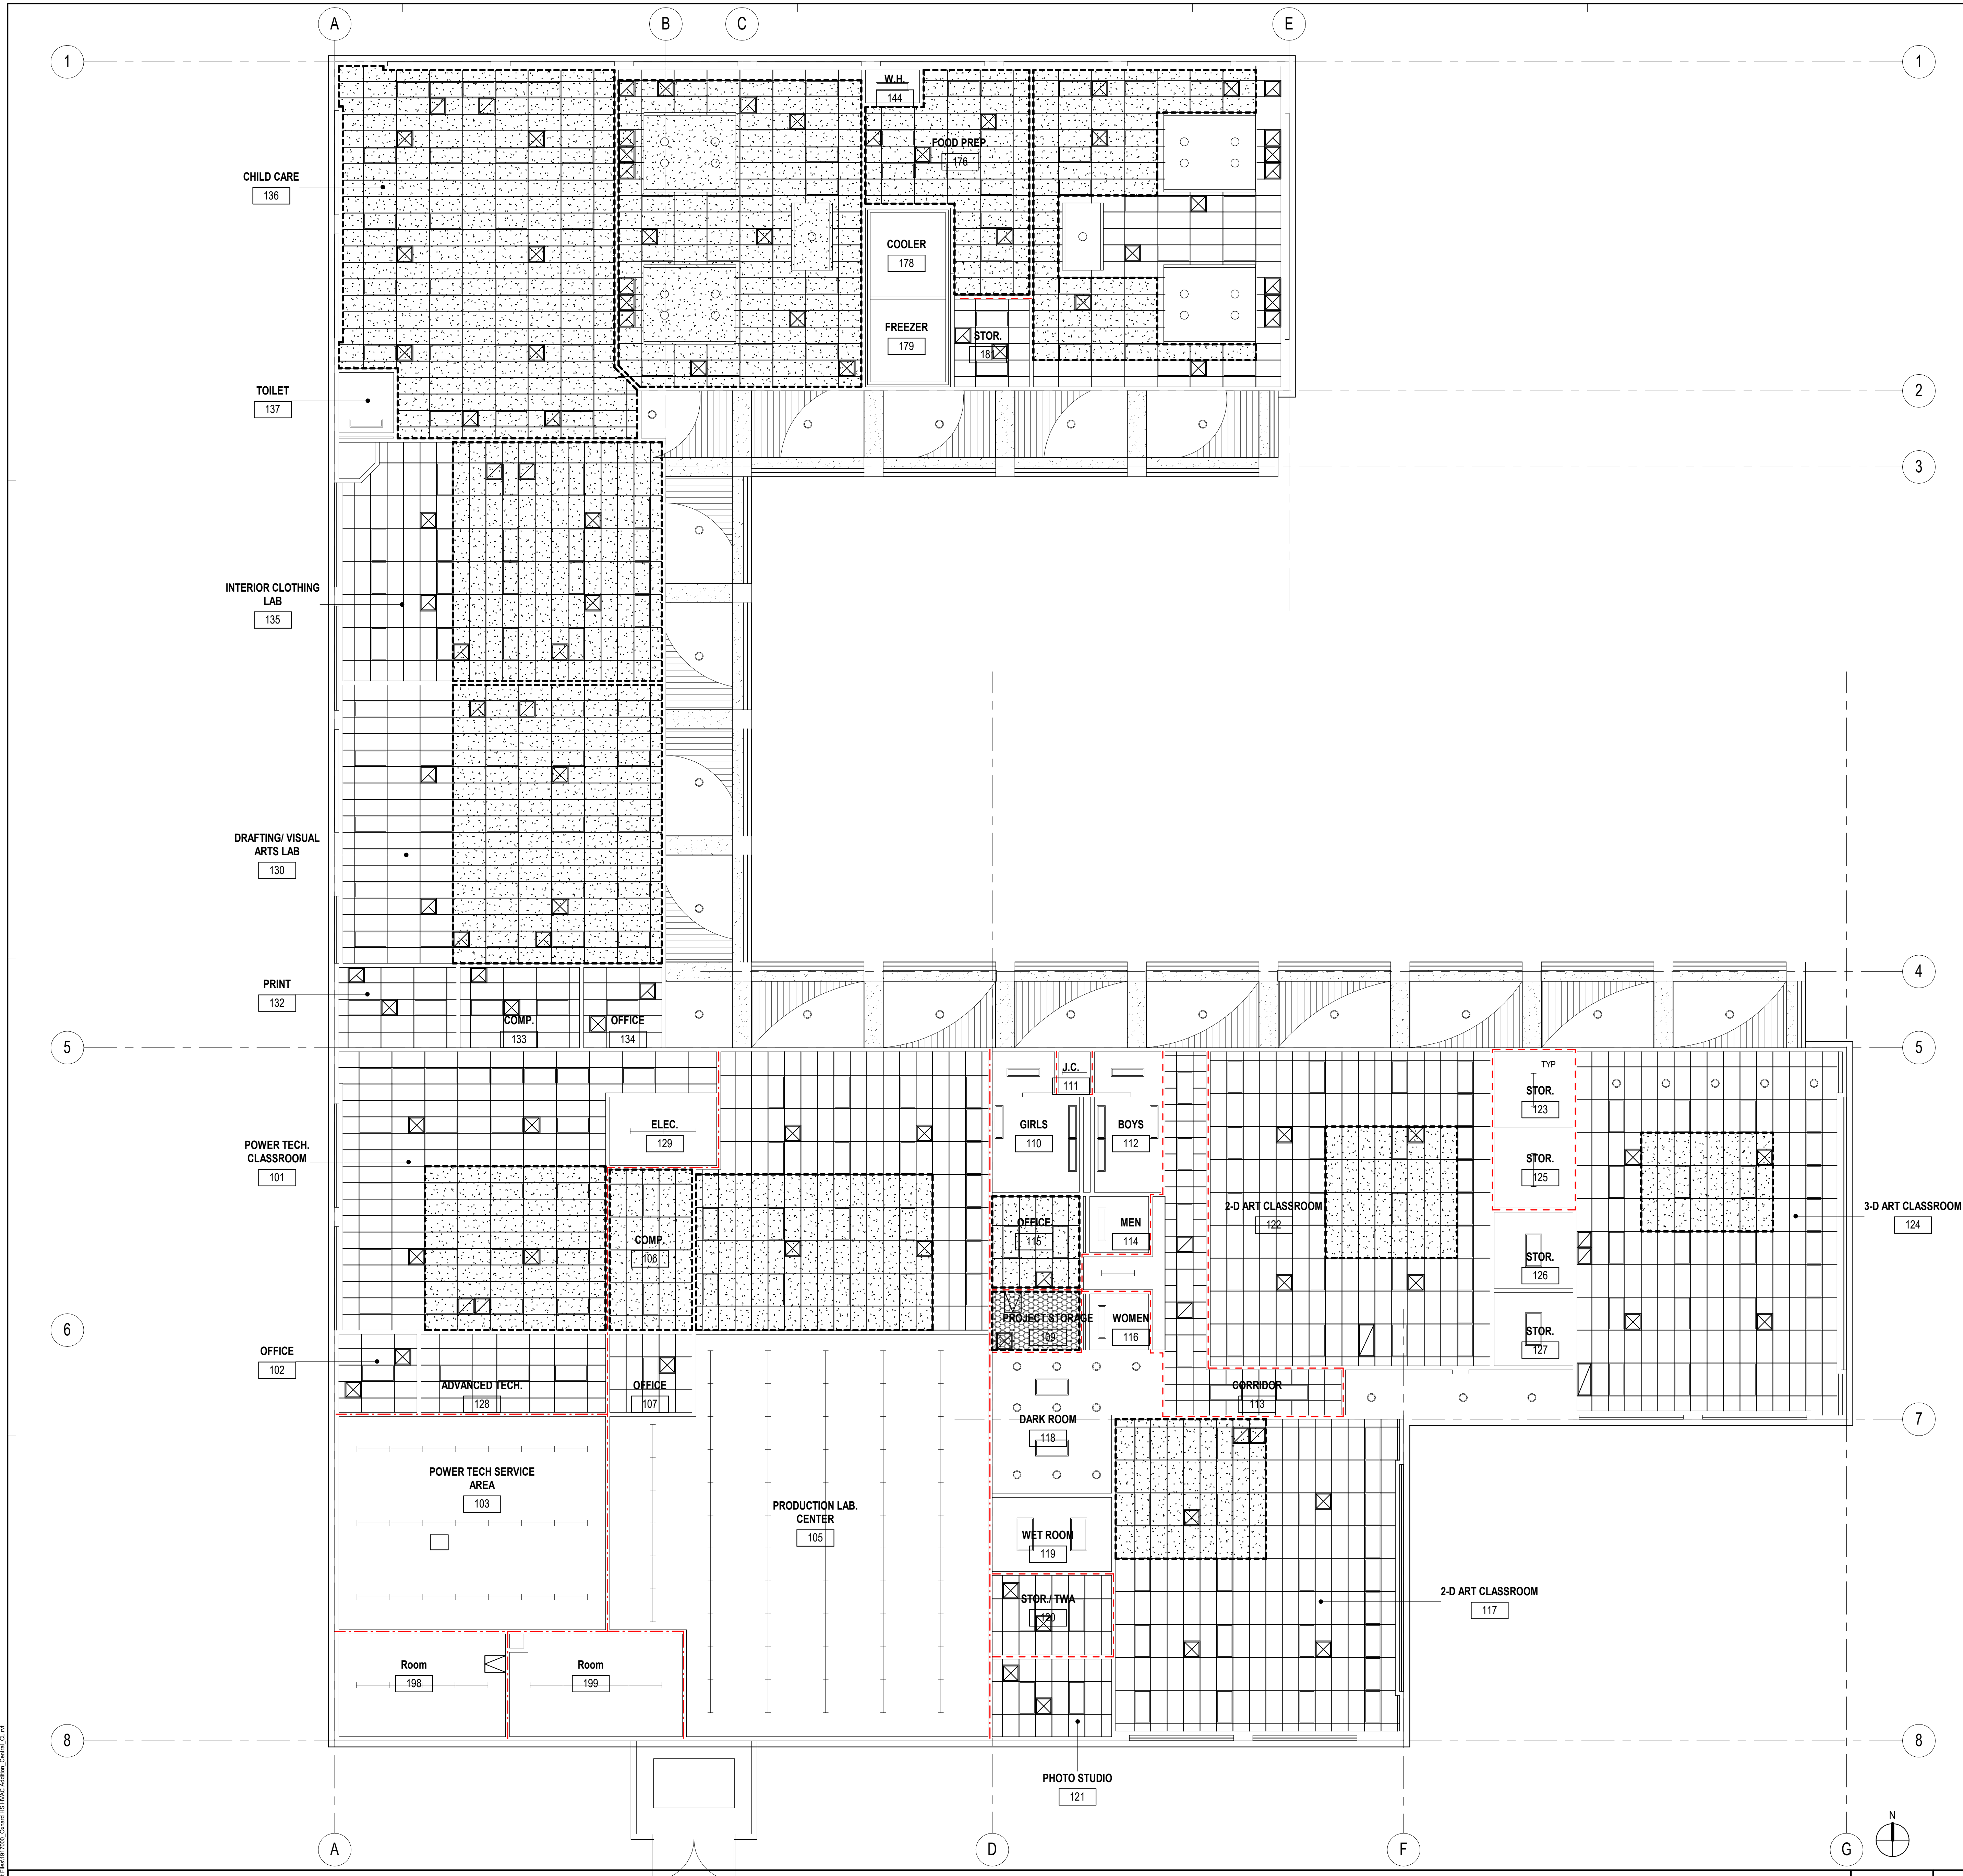 A
B
C
E
1
1
W.H.
144
FOOD PREP
176
CHILD CARE
136
COOLER
178
FREEZER
179
STOR.
181
TOILET
137
2
3
INTERIOR CLOTHING
LAB
135
DRAFTING/ VISUAL
ARTS LAB
130
PRINT
132
COMP.
133
OFFICE
134
4
5
5
J.C.
111
TYP
STOR.
123
ELEC.
129
GIRLS
110
BOYS
112
POWER TECH.
CLASSROOM
101
STOR.
125
2-D ART CLASSROOM
122
3-D ART CLASSROOM
124
OFFICE
115
MEN
114
COMP.
106
STOR.
126
PROJECT STORAGE
109
WOMEN
116
6
STOR.
127
OFFICE
102
ADVANCED TECH.
128
OFFICE
107
CORRIDOR
113
DARK ROOM
118
7
POWER TECH SERVICE
AREA
103
PRODUCTION LAB.
CENTER
105
WET ROOM
119
STOR./ TWA
120
2-D ART CLASSROOM
117
Room
198
Room
199
8
8
PHOTO STUDIO
121
N
A
D
F
G